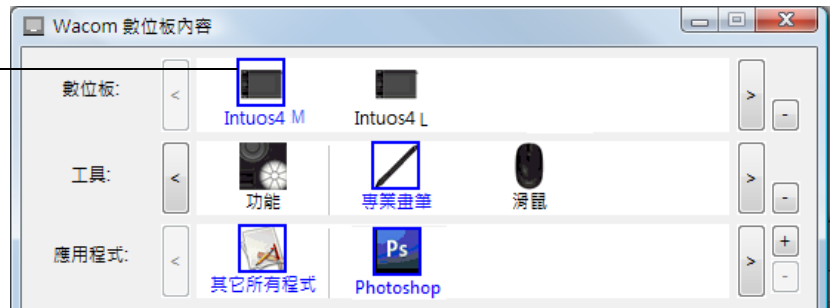 Wacom 數位板內容
數位板:
<
Intuos4 M
Intuos4 L
>
-
工具:
<
功能
專業畫筆
滑鼠
>
-
應用程式:
<
其它所有程式
Ps
Photoshop
>
+
-